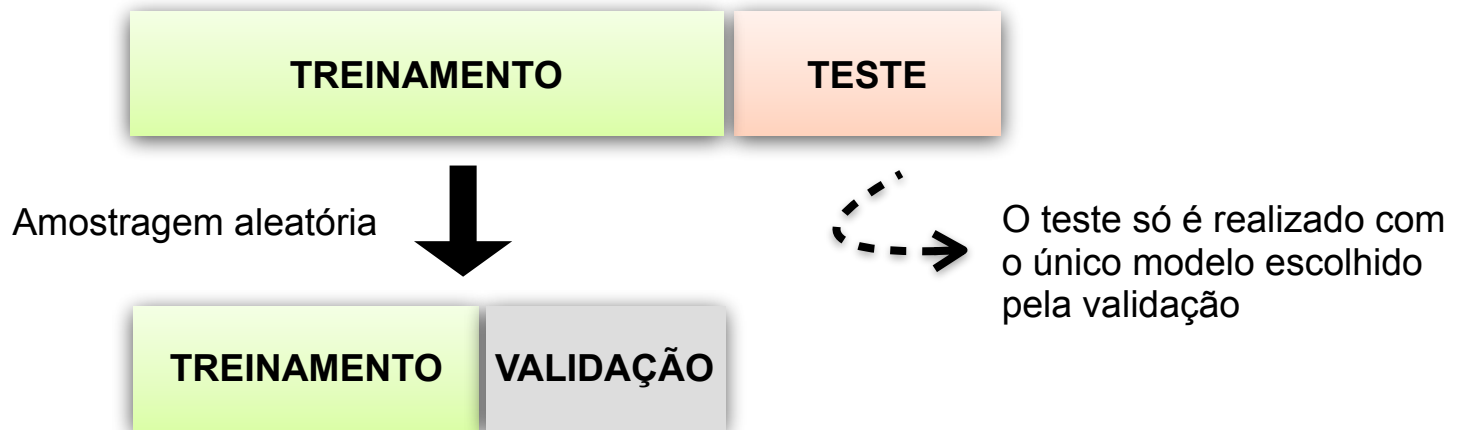 TREINAMENTO
TESTE
Amostragem aleatória
O teste só é realizado com
o único modelo escolhido
pela validação
TREINAMENTO
VALIDAÇÃO